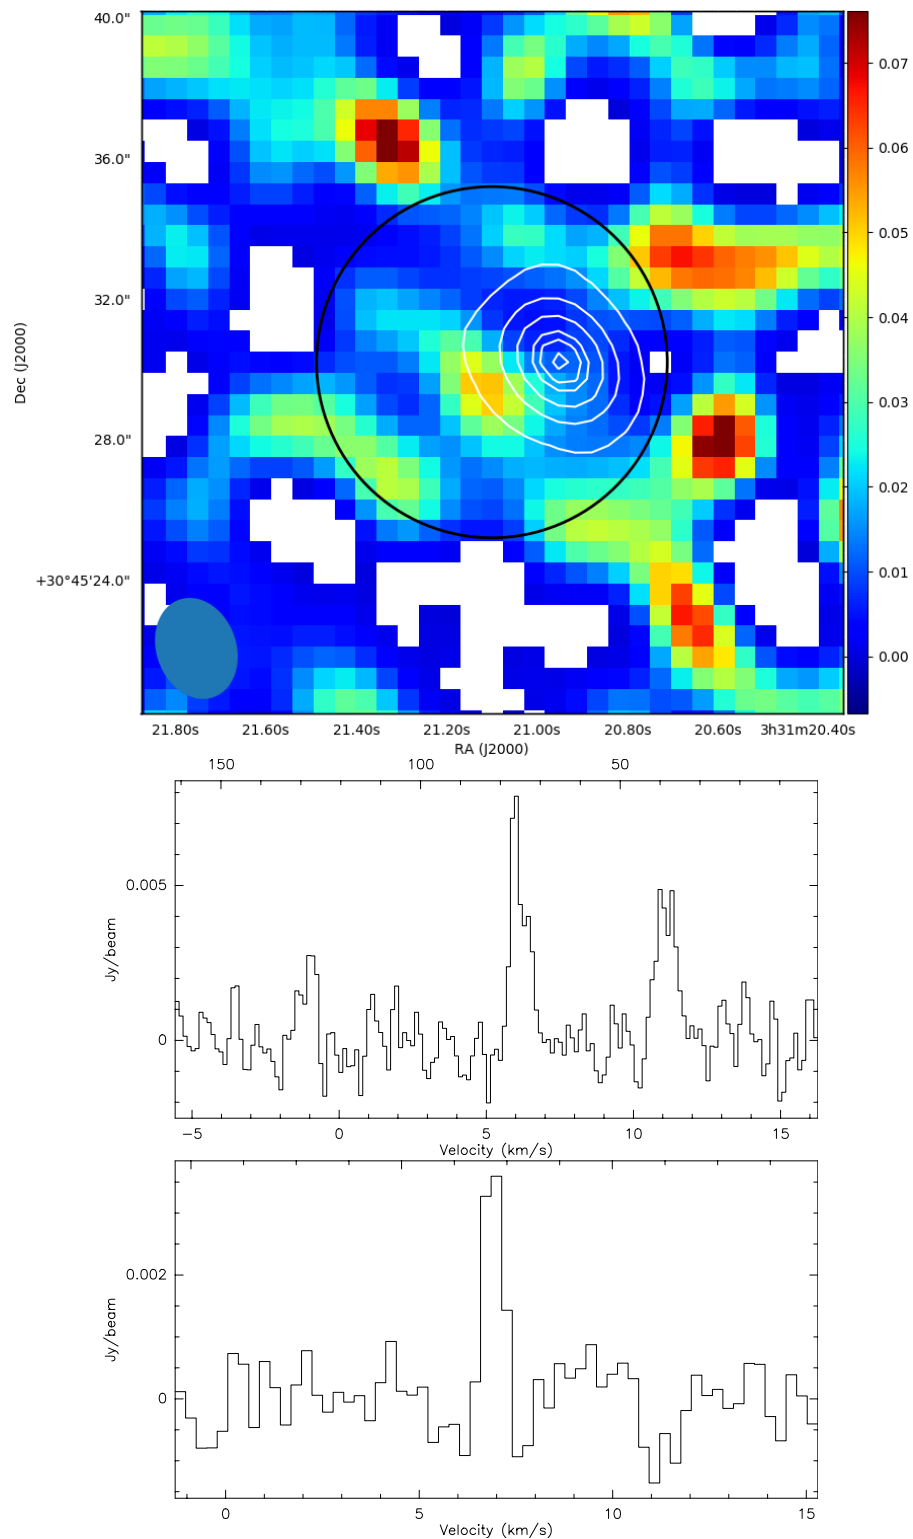 40.0"
36.0"
32.0"
28.0"
+30°45'24.0"
Dec (J2000)
0.07
0.06
0.05
0.04
0.03
0.02
0.01
0.00
21.80s 21.60s 21.40s 21.20s 21.00s 20.80s 20.60s 3h31m20.40s
RA (J2000)
150 100 50
0.005
0
Jy/beam
−5 0 5 10 15
Velocity (km/s)
0.002
0
Jy/beam
0 5 10 15
Velocity (km/s)